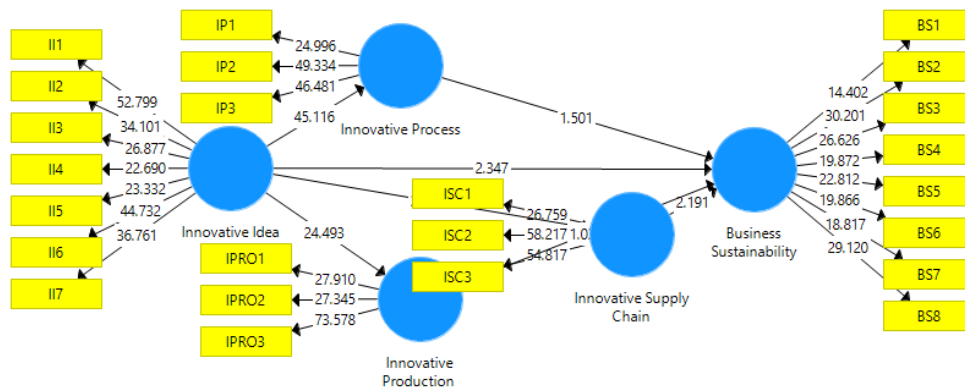 II1
II2
II3
II4
II5
II6
II7
52.799
34.101
26.877
22.690
23.332
44.732
36.761
Innovative Idea
IP1
IP2
IP3
24.996
49.334
46.481
Innovative Process
45.116
1.501
2.347
24.493
IPRO1
IPRO2
IPRO3
27.910
27.345
73.578
Innovative
Production
ISC1
ISC2
ISC3
26.759
58.217
54.817
2.191
Innovative Supply
Chain
Business
Sustainability
14.402
30.201
26.626
19.872
22.812
19.866
18.817
29.120
BS1
BS2
BS3
BS4
BS5
BS6
BS7
BS8